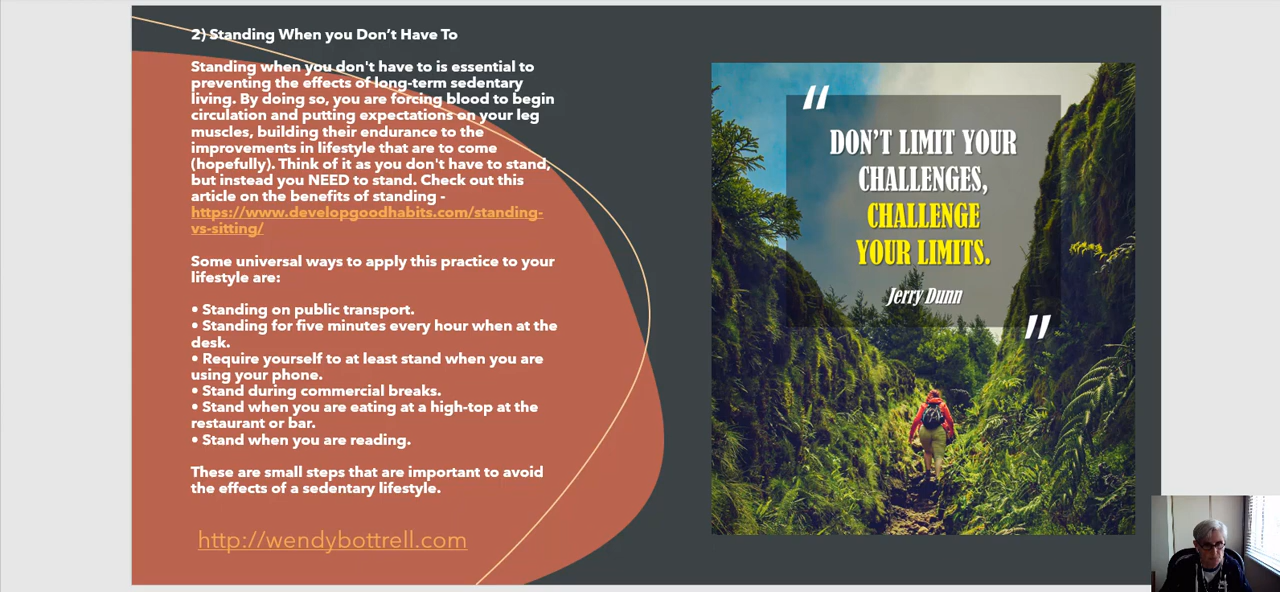 2) Standing When you Don’t Have To
Standing when you don't have to is essential to
preventing the effects of long-term sedentary
living. By doing so, you are forcing blood to begin
circulation and putting expectations on your leg
muscles, building their endurance to the
improvements in lifestyle that are to come
(hopefully). Think of it as you don't have to stand,
but instead you NEED to stand. Check out this
article on the benefits of standing -
https://www.developgoodhabits.com/standing-
vs-sitting/
Some universal ways to apply this practice to your
lifestyle are:
• Standing on public transport.
• Standing for five minutes every hour when at the
desk.
• Require yourself to at least stand when you are
using your phone.
• Stand during commercial breaks.
• Stand when you are eating at a high-top at the
restaurant or bar.
• Stand when you are reading.
These are small steps that are important to avoid
the effects of a sedentary lifestyle.
http://wendybottrell.com
"
DON’T LIMIT YOUR
CHALLENGES,
CHALLENGE
YOUR LIMITS.
Jerry Dunn
"